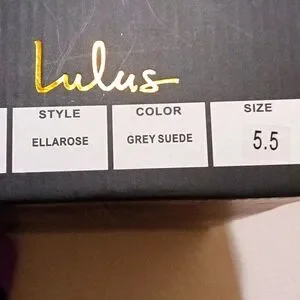 Lulus
STYLE COLOR SIZE
ELLAROSE GREY SUEDE 5.5